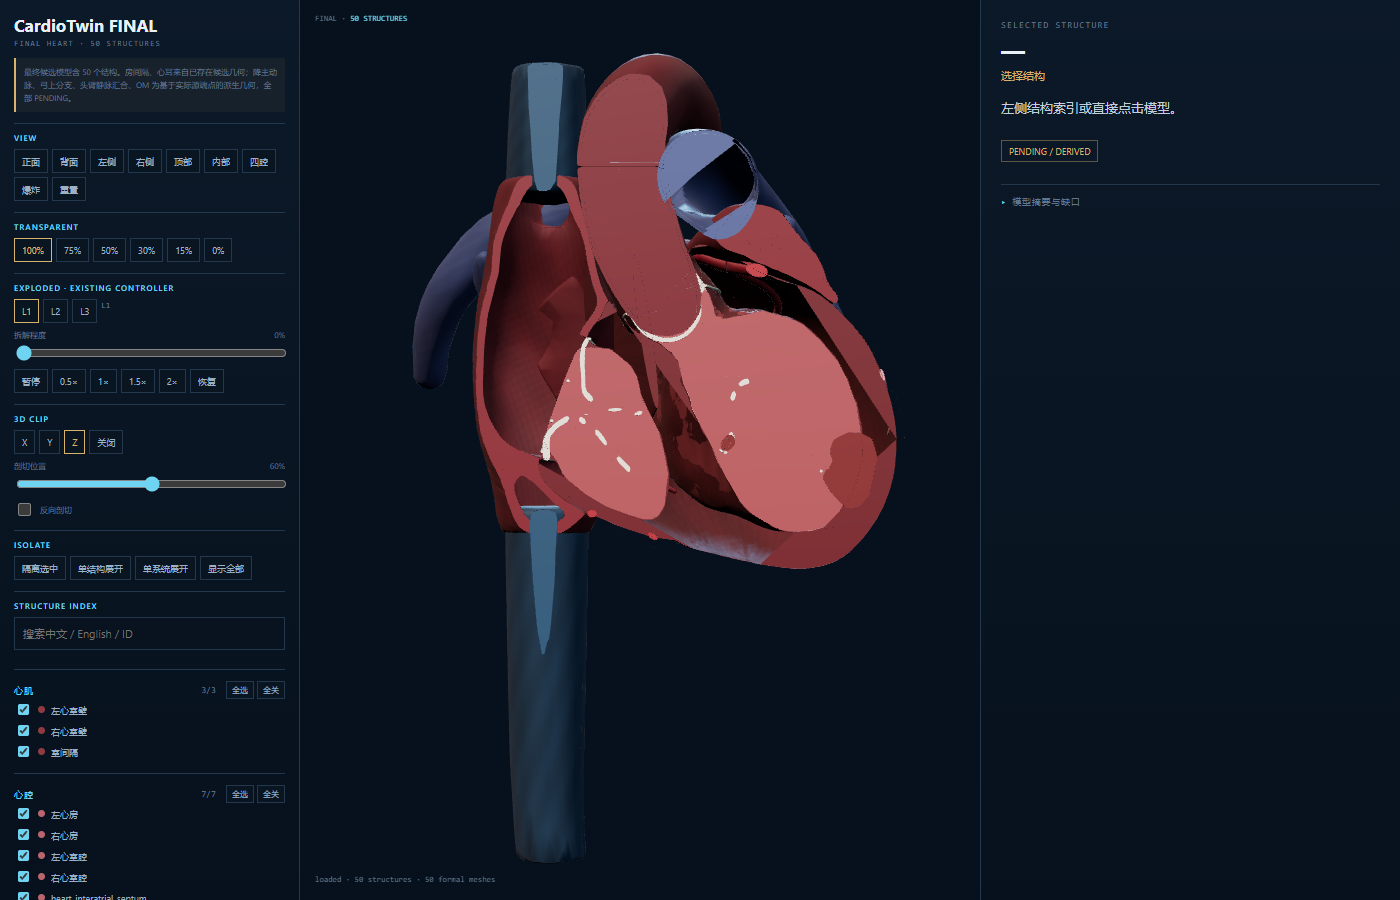 CardioTwin FINAL
FINAL HEART · 50 STRUCTURES
最终候选模型含 50 个结构。房间隔、心耳来自已存在候选几何；降主动
脉、弓上分支、头臂静脉汇合、OM 为基于实际源端点的派生几何，全
部 PENDING。
VIEW
正面 背面 左侧 右侧 顶部 内部 四腔
爆炸 重置
TRANSPARENT
100% 75% 50% 30% 15% 0%
EXPLODED · EXISTING CONTROLLER
L1 L2 L3 L1
拆解程度 0%
暂停 0.5× 1× 1.5× 2× 恢复
3D CLIP
X Y Z 关闭
剖切位置 60%
反向剖切
ISOLATE
隔离选中 单结构展开 单系统展开 显示全部
STRUCTURE INDEX
搜索中文 / English / ID
心肌 3/3 全选 全关
左心室壁
右心室壁
室间隔
心腔 7/7 全选 全关
左心房
右心房
左心室腔
右心室腔
heart_interatrial_septum
FINAL · 50 STRUCTURES
loaded · 50 structures · 50 formal meshes
SELECTED STRUCTURE
选择结构
左侧结构索引或直接点击模型。
PENDING / DERIVED
模型摘要与缺口